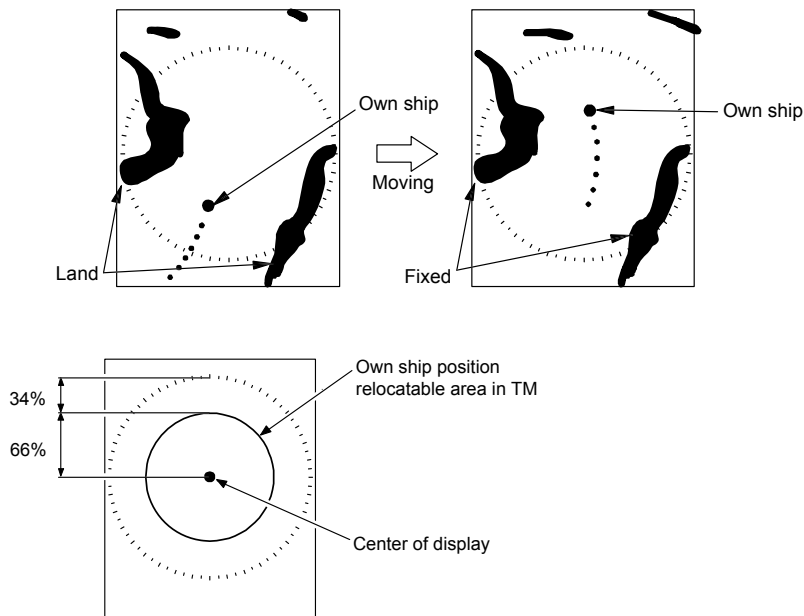 Own ship
Own ship
Moving
Land
Fixed
Own ship position
relocatable area in TM
34%
66%
Center of display